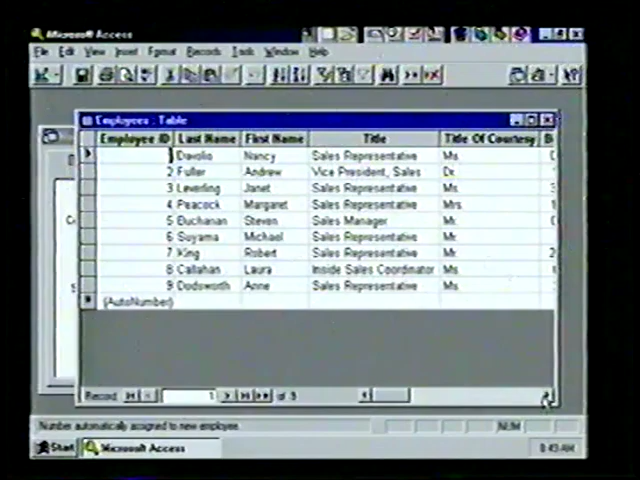 Microsoft Access
File Edit View Insert Format Records Tools Window Help
Employees : Table
Employee ID Last Name First Name Title Title Of Courtesy B
1 Davolio Nancy Sales Representative Ms.
2 Fuller Andrew Vice President, Sales Dr.
3 Leverling Janet Sales Representative Ms.
4 Peacock Margaret Sales Representative Mrs.
5 Buchanan Steven Sales Manager Mr.
6 Suyama Michael Sales Representative Mr.
7 King Robert Sales Representative Mr.
8 Callahan Laura Inside Sales Coordinator Ms.
9 Dodsworth Anne Sales Representative Ms.
(AutoNumber)
Record: 1 of 9
Number automatically assigned to new employee. NUM
Start Microsoft Access 8:45 AM